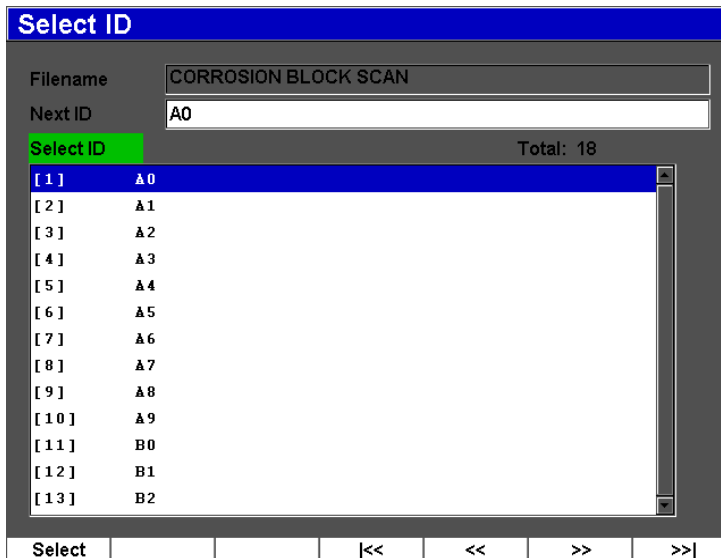 Select ID
Filename CORROSION BLOCK SCAN
Next ID A0
Select ID Total: 18
[1] A0
[2] A1
[3] A2
[4] A3
[5] A4
[6] A5
[7] A6
[8] A7
[9] A8
[10] A9
[11] B0
[12] B1
[13] B2
Select |<< << >> >>|